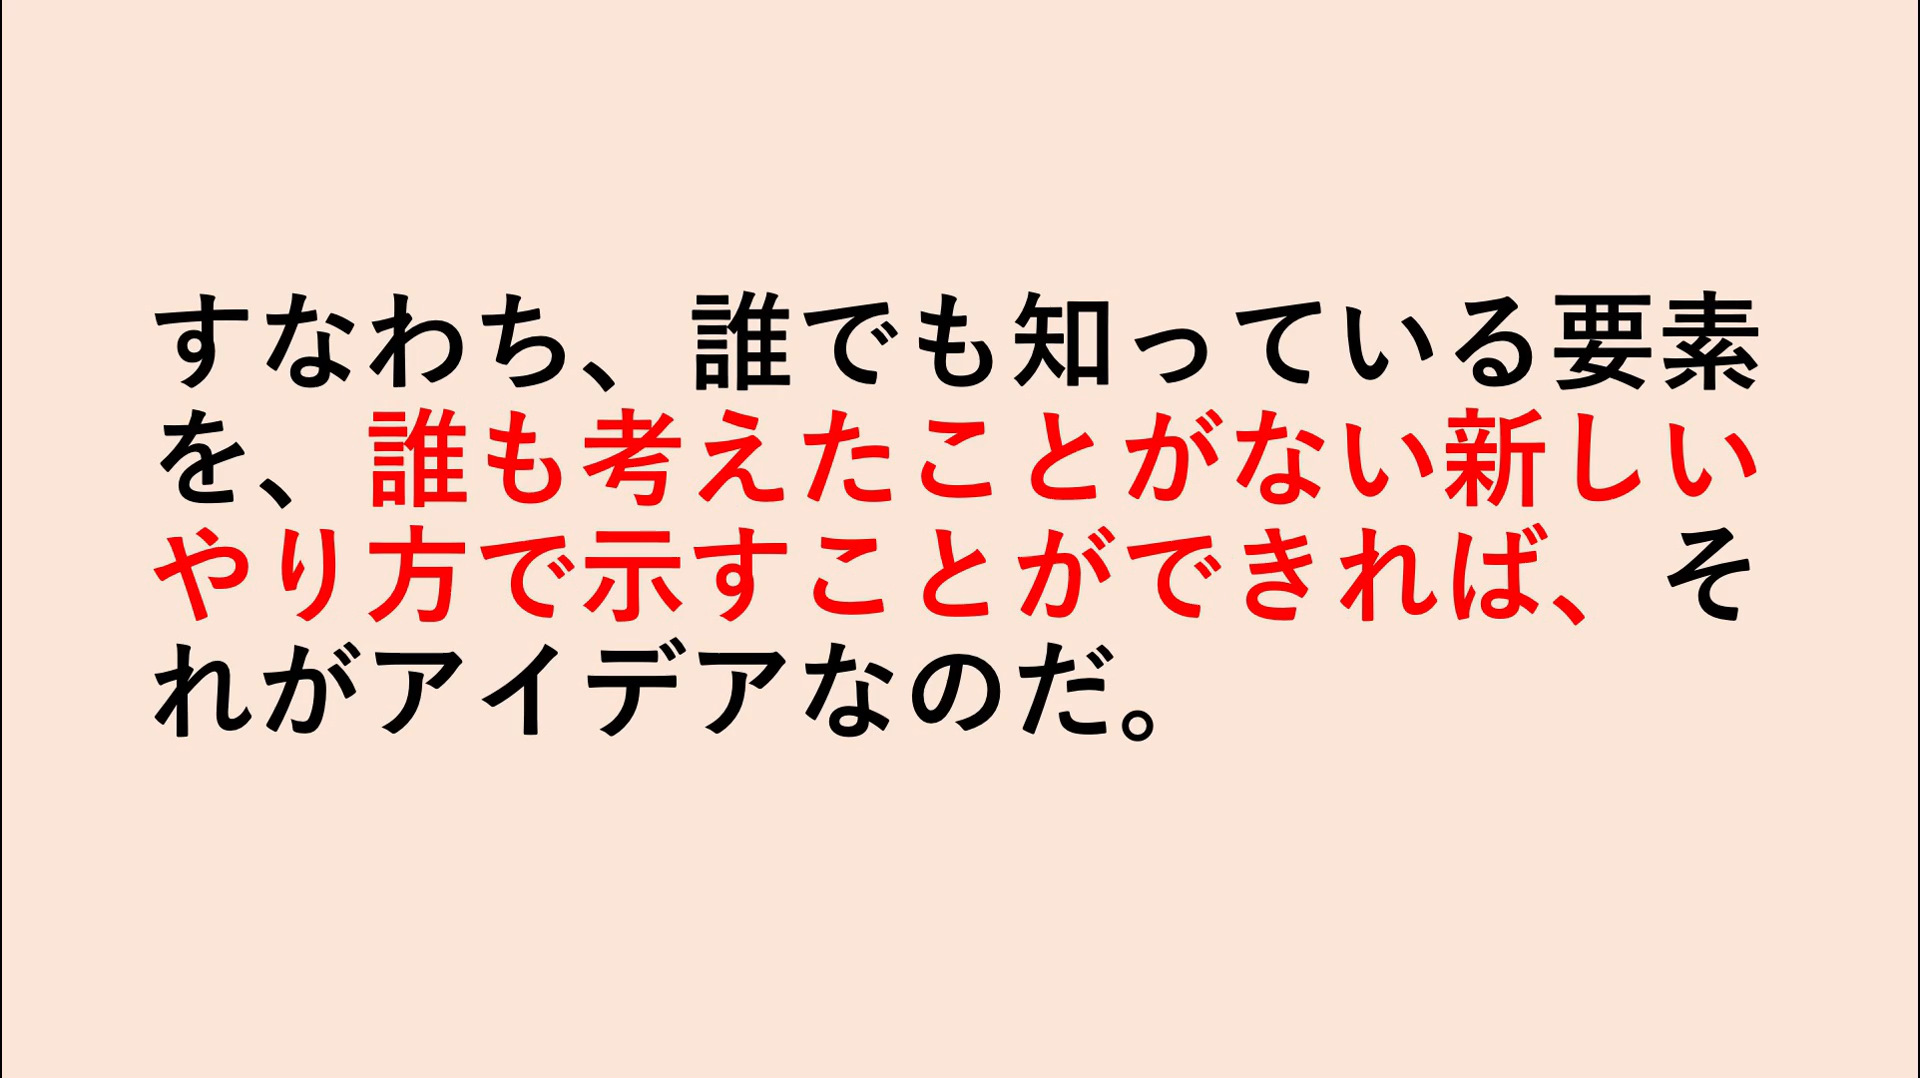 すなわち、誰でも知っている要素
を、誰も考えたことがない新しい
やり方で示すことができれば、そ
れがアイデアなのだ。